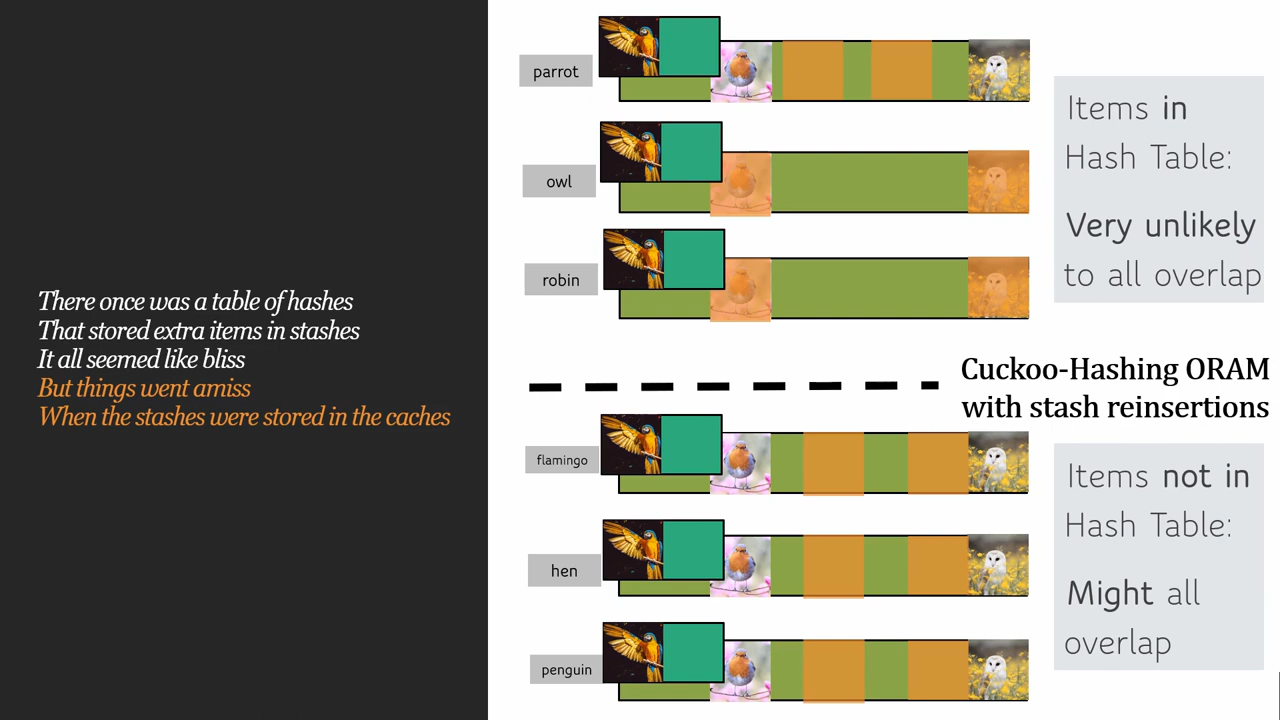 There once was a table of hashes
That stored extra items in stashes
It all seemed like bliss
But things went amiss
When the stashes were stored in the caches
parrot
owl
robin
Items in
Hash Table:
Very unlikely
to all overlap
Cuckoo-Hashing ORAM
with stash reinsertions
flamingo
hen
penguin
Items not in
Hash Table:
Might all
overlap